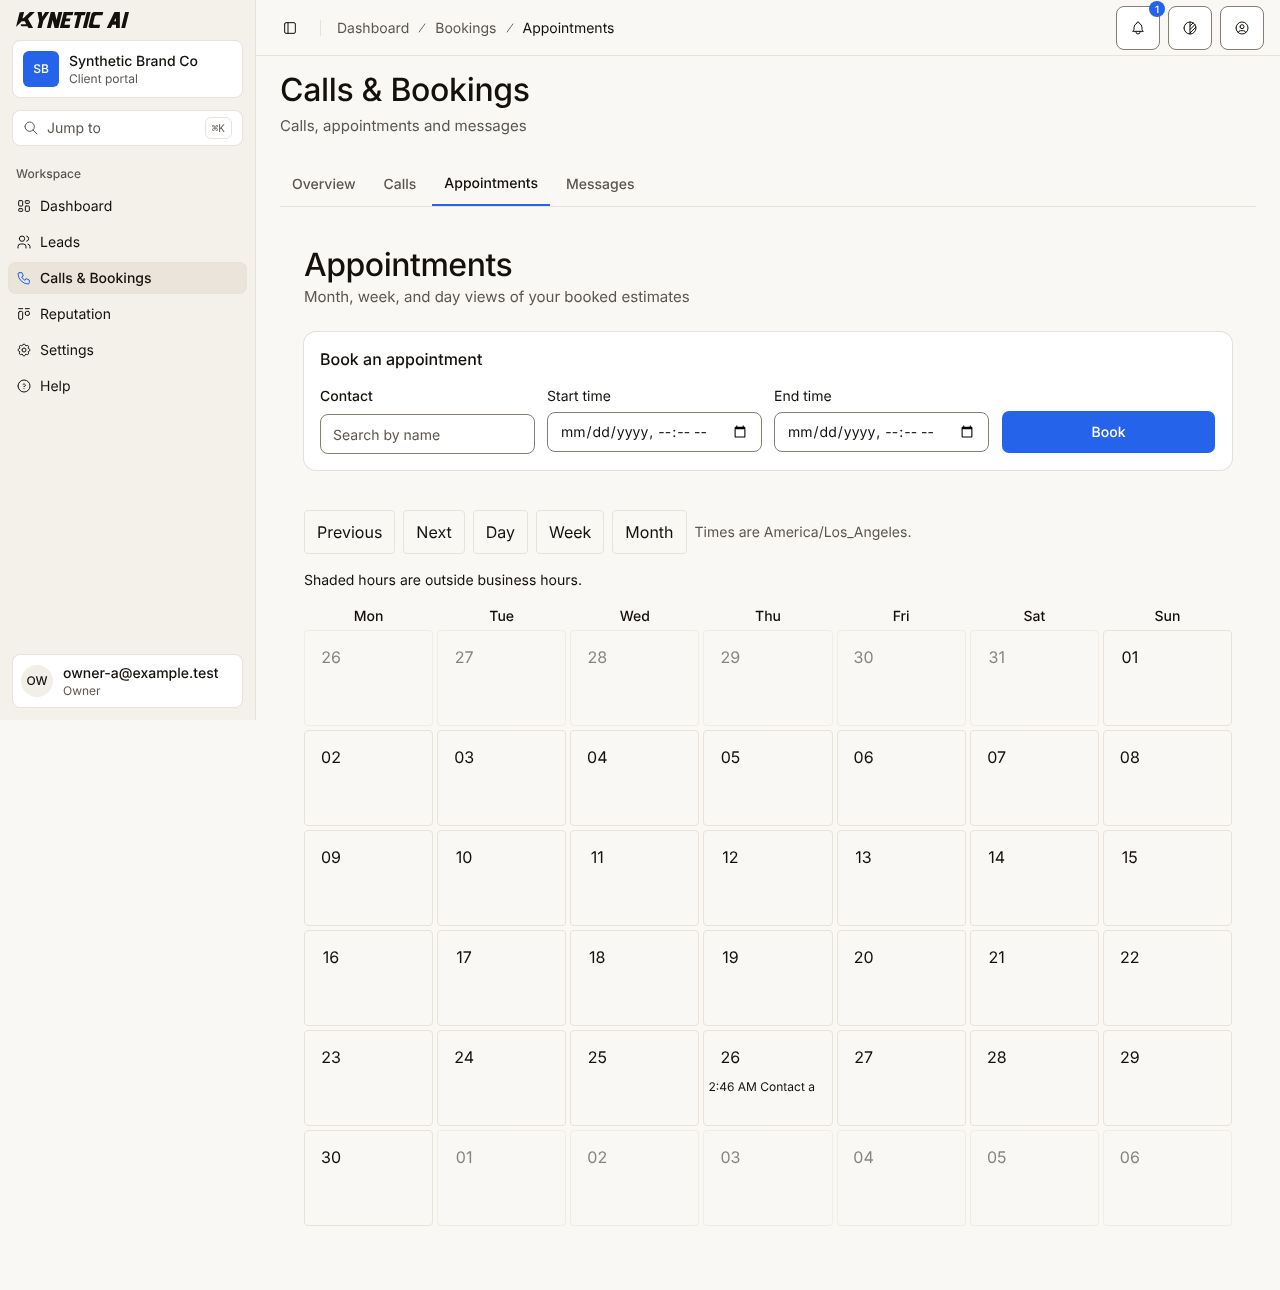 KYNETIC AI
SB
Synthetic Brand Co
Client portal
Jump to
⌘K
Workspace
Dashboard
Leads
Calls & Bookings
Reputation
Settings
Help
OW
owner-a@example.test
Owner
Dashboard / Bookings / Appointments
1
Calls & Bookings
Calls, appointments and messages
Overview Calls Appointments Messages
Appointments
Month, week, and day views of your booked estimates
Book an appointment
Contact Start time End time
Search by name mm/dd/yyyy, --:-- -- mm/dd/yyyy, --:-- -- Book
Previous Next Day Week Month Times are America/Los_Angeles.
Shaded hours are outside business hours.
Mon Tue Wed Thu Fri Sat Sun
26 27 28 29 30 31 01
02 03 04 05 06 07 08
09 10 11 12 13 14 15
16 17 18 19 20 21 22
23 24 25 26 27 28 29
2:46 AM Contact a
30 01 02 03 04 05 06